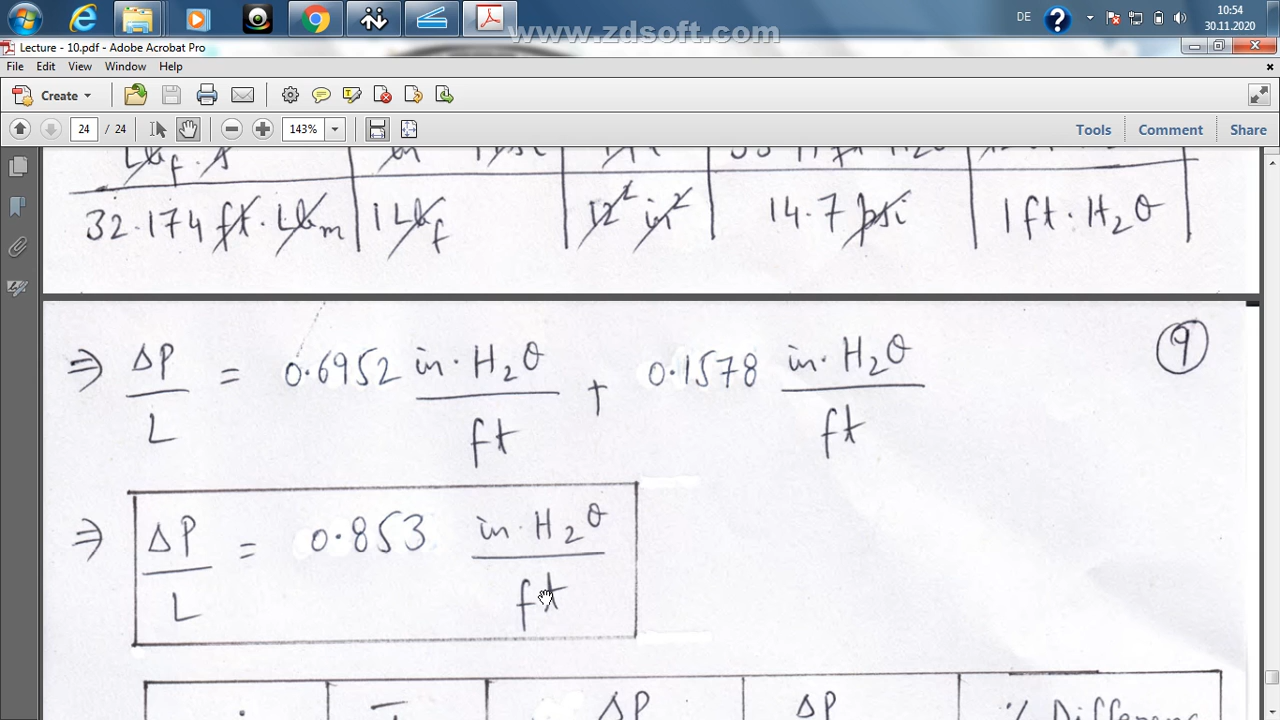 10:54
DE
30.11.2020
www.zdsoft.com
Lecture - 10.pdf - Adobe Acrobat Pro
File Edit View Window Help
Create
24 / 24 143% Tools Comment Share
Lbf . s
32.174 ft. Lbm | 1 Lbf | 12² in² | 14.7 psi | 1 ft. H₂O
9
⇒ ΔP/L = 0.6952 in. H₂O/ft + 0.1578 in. H₂O/ft
⇒ ΔP/L = 0.853 in. H₂O/ft
ΔP ΔP